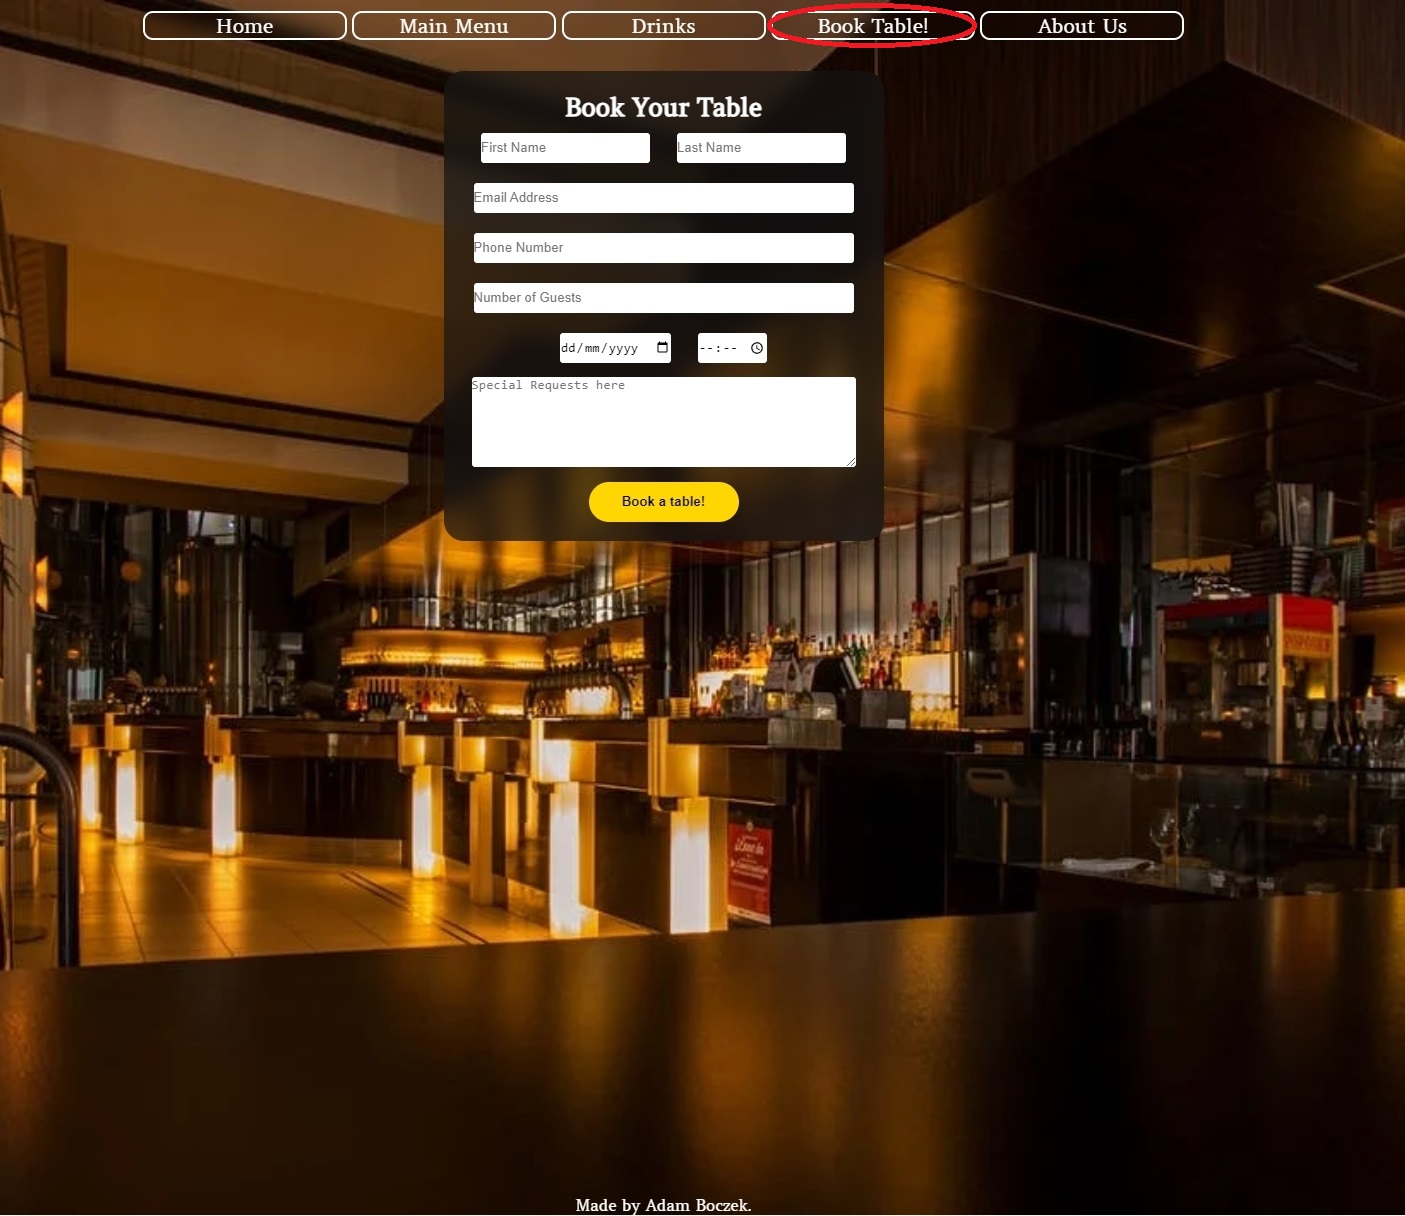 Home Main Menu Drinks Book Table! About Us
Book Your Table
First Name Last Name
Email Address
Phone Number
Number of Guests
dd/mm/yyyy --:--
Special Requests here
Book a table!
Made by Adam Boczek.